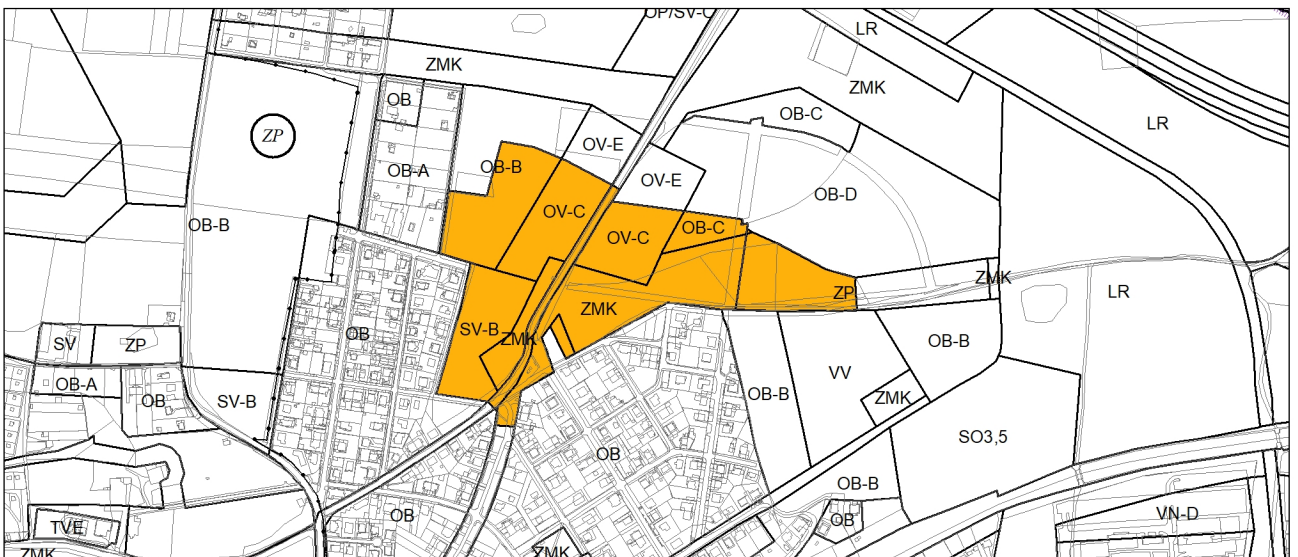 OP/SV-C
LR
ZMK
ZMK
OB
OB-C
LR
ZP
OV-E
OB-A
OB-B
OV-E
OB-D
OV-C
OB-B
OB-C
OV-C
ZMK
ZP
LR
ZMK
SV-B
OB
ZMK
SV
ZP
OB-B
VV
OB-A
OB
OB-B
SV-B
ZMK
SO3,5
OB
OB-B
OB
OB
VN-D
TVE
ZMK
ZMK